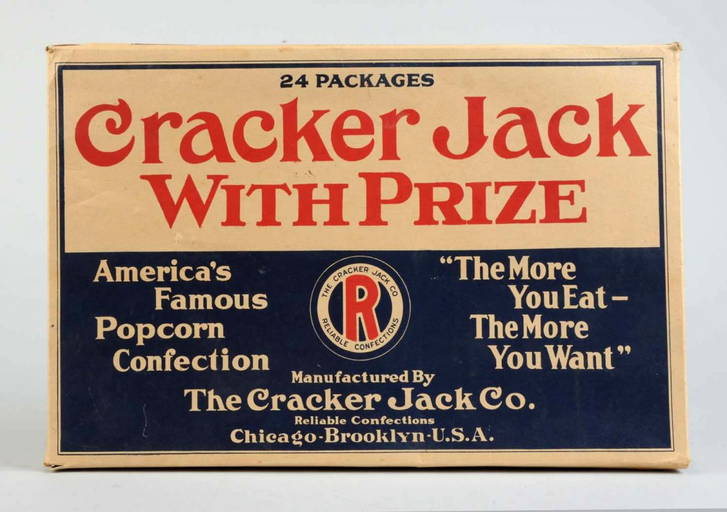 24 PACKAGES
Cracker Jack
WITH PRIZE
America's
Famous
Popcorn
Confection
THE CRACKER JACK CO
R
RELIABLE CONFECTIONS
"The More
You Eat–
The More
You Want"
Manufactured By
The Cracker Jack Co.
Reliable Confections
Chicago-Brooklyn-U.S.A.